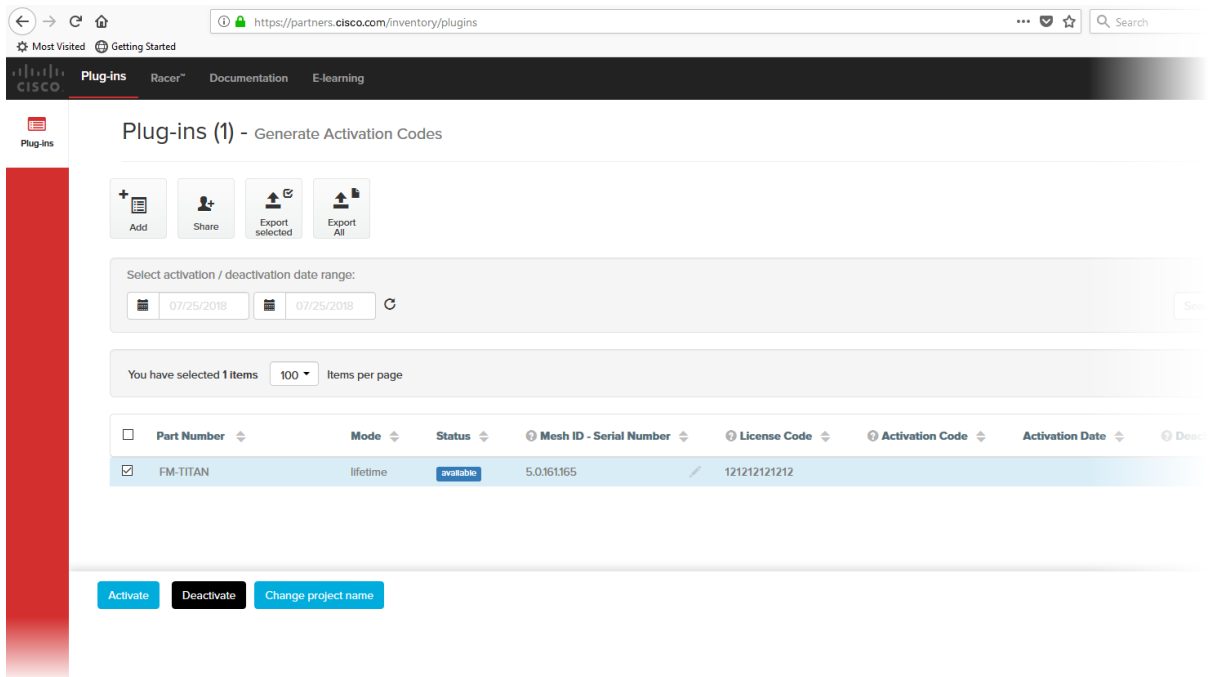 https://partners.cisco.com/inventory/plugins
Search
Most Visited Getting Started
CISCO. Plug-ins Racer™ Documentation E-learning
Plug-ins
Plug-ins (1) - Generate Activation Codes
Add Share Export selected Export All
Select activation / deactivation date range:
07/25/2018 07/25/2018
You have selected 1 items 100 Items per page
Part Number Mode Status Mesh ID - Serial Number License Code Activation Code Activation Date
FM-TITAN lifetime available 5.0.161.165 121212121212
Activate Deactivate Change project name